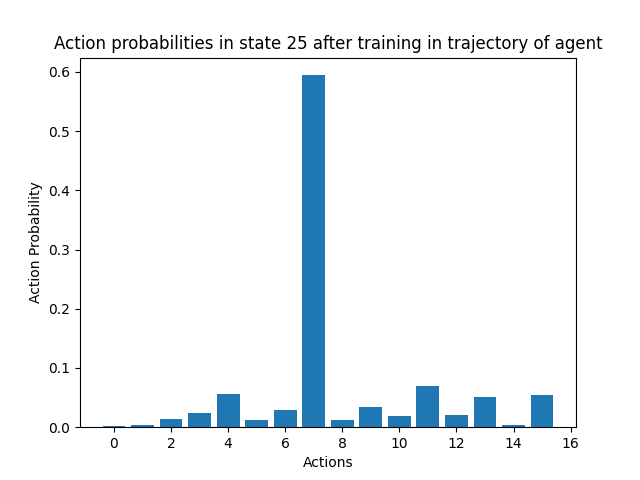 Action probabilities in state 25 after training in trajectory of agent
0.6
0.5
0.4
0.3
0.2
0.1
0.0
Action Probability
0 2 4 6 8 10 12 14 16
Actions